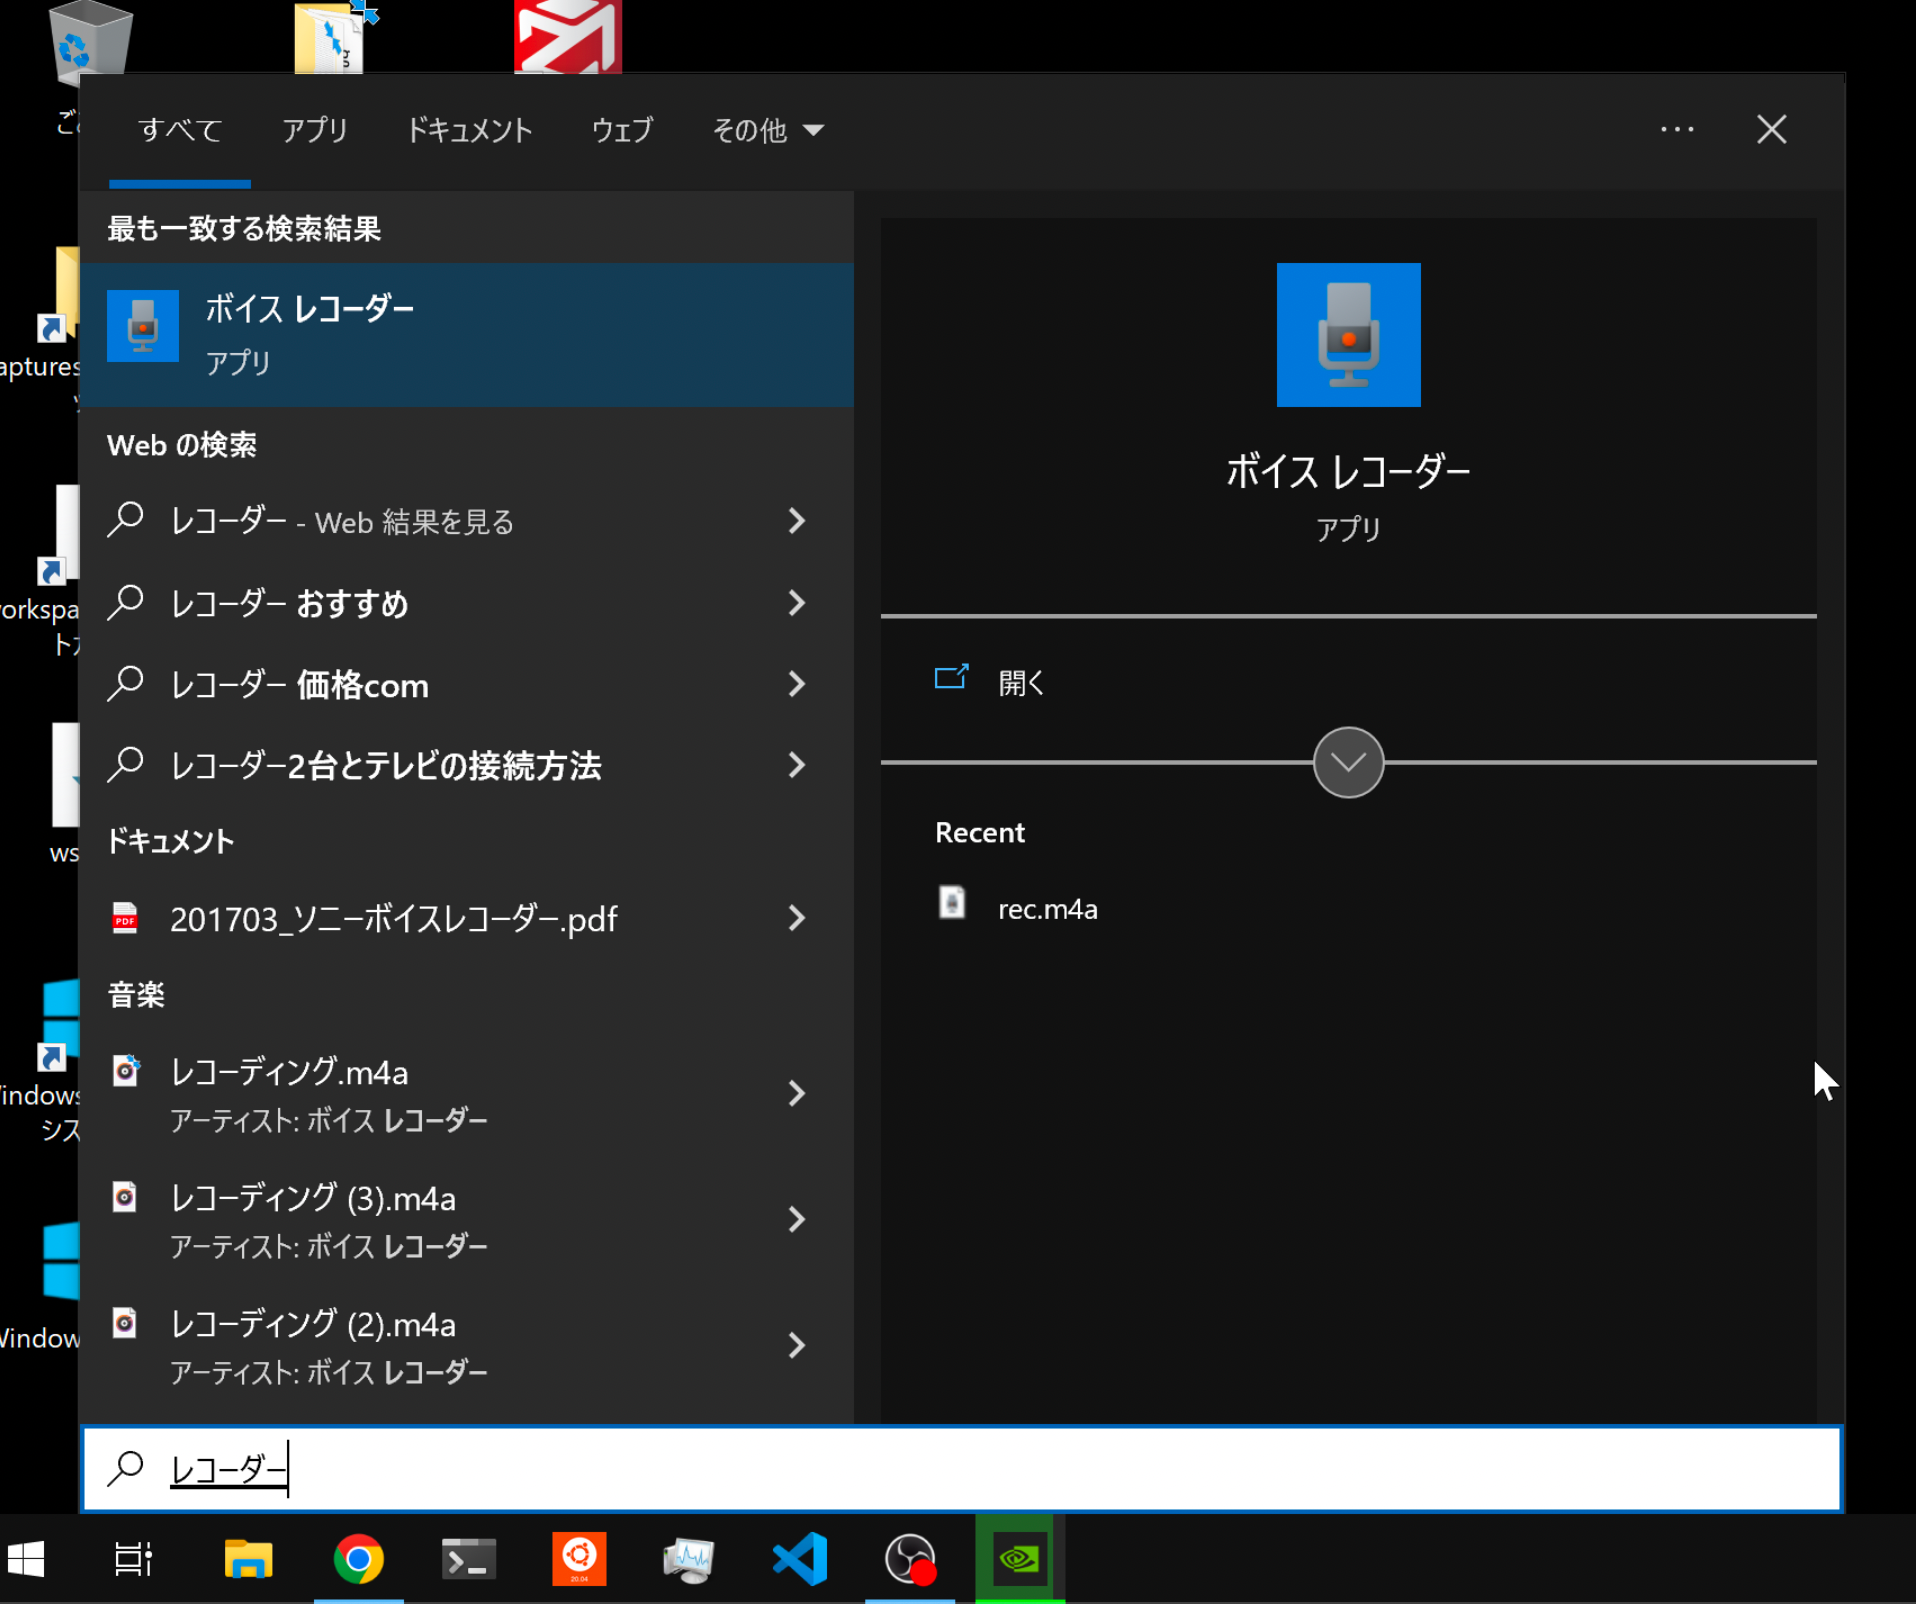 すべて
アプリ
ドキュメント
ウェブ
その他
最も一致する検索結果
ボイス レコーダー
アプリ
Web の検索
レコーダー - Web 結果を見る
レコーダー おすすめ
レコーダー 価格com
レコーダー2台とテレビの接続方法
ドキュメント
PDF
201703_ソニーボイスレコーダー.pdf
音楽
レコーディング.m4a
アーティスト: ボイス レコーダー
レコーディング (3).m4a
アーティスト: ボイス レコーダー
レコーディング (2).m4a
アーティスト: ボイス レコーダー
レコーダー
ボイス レコーダー
アプリ
開く
Recent
rec.m4a
aptures
orkspa
ws
indows
シス
Window
20.04